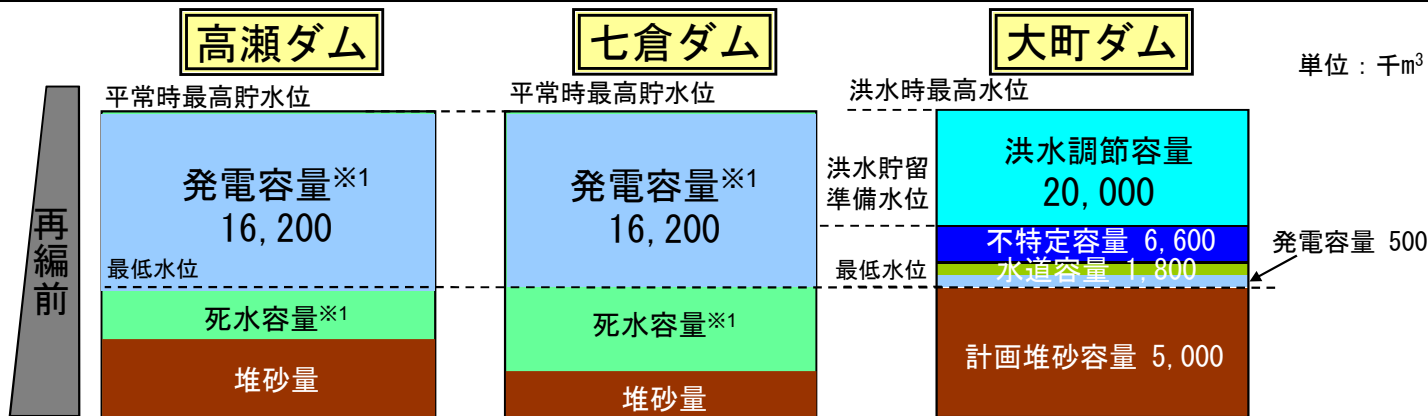 高瀬ダム
七倉ダム
大町ダム
単位：千m³
再編前
平常時最高貯水位
発電容量※1
16,200
最低水位
死水容量※1
堆砂量
平常時最高貯水位
発電容量※1
16,200
死水容量※1
堆砂量
洪水時最高水位
洪水調節容量
20,000
洪水貯留
準備水位
不特定容量 6,600
水道容量 1,800
発電容量 500
最低水位
計画堆砂容量 5,000